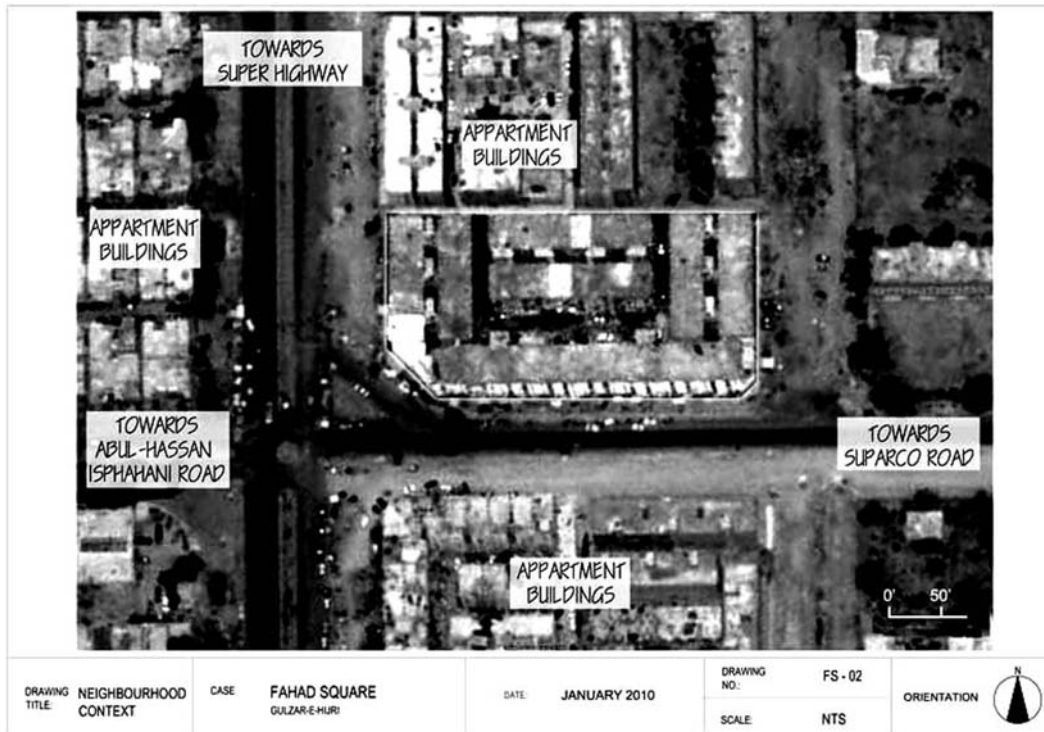 TOWARDS
SUPER HIGHWAY
APPARTMENT
BUILDINGS
APPARTMENT
BUILDINGS
TOWARDS
ABUL-HASSAN
ISPHAHANI ROAD
TOWARDS
SUPARCO ROAD
APPARTMENT
BUILDINGS
0' 50'
DRAWING TITLE: NEIGHBOURHOOD CONTEXT
CASE FAHAD SQUARE
GULZAR-E-HIJRI
DATE: JANUARY 2010
DRAWING NO.: FS - 02
SCALE: NTS
ORIENTATION
N